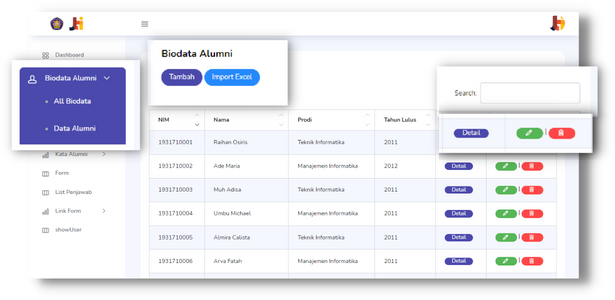 Dashboard
Biodata Alumni
All Biodata
Data Alumni
Kata Alumni
Form
List Penjawab
Link Form
showUser
Biodata Alumni
Tambah Import Excel
Search:
NIM Nama Prodi Tahun Lulus
1931710001 Raihan Osiris Teknik Informatika 2011 Detail |
1931710002 Ade Maria Manajemen Informatika 2012 Detail |
1931710003 Muh Adisa Teknik Informatika 2011 Detail |
1931710004 Umbu Michael Manajemen Informatika 2011 Detail |
1931710005 Almira Calista Teknik Informatika 2011 Detail |
1931710006 Arva Fatah Manajemen Informatika 2011 Detail |